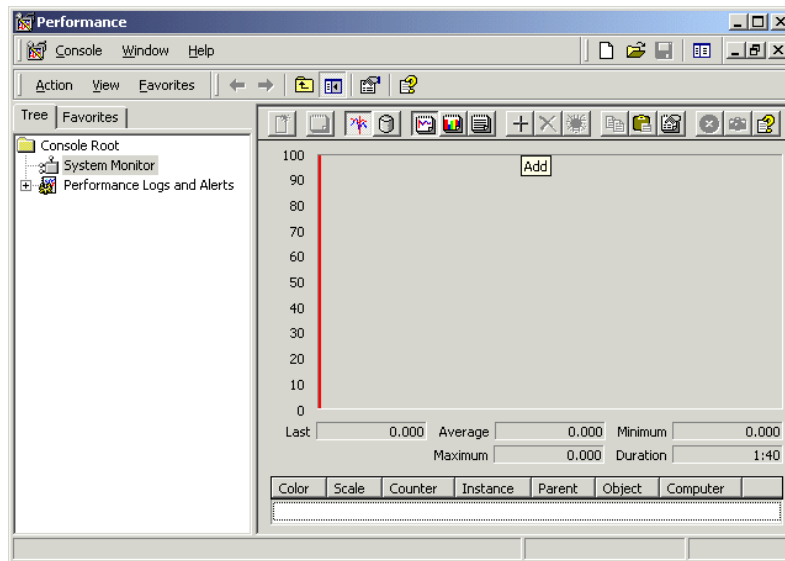 Performance
Console Window Help
Action View Favorites
Tree Favorites
Console Root
System Monitor
Performance Logs and Alerts
Add
100
90
80
70
60
50
40
30
20
10
0
Last 0.000 Average 0.000 Minimum 0.000
Maximum 0.000 Duration 1:40
Color Scale Counter Instance Parent Object Computer